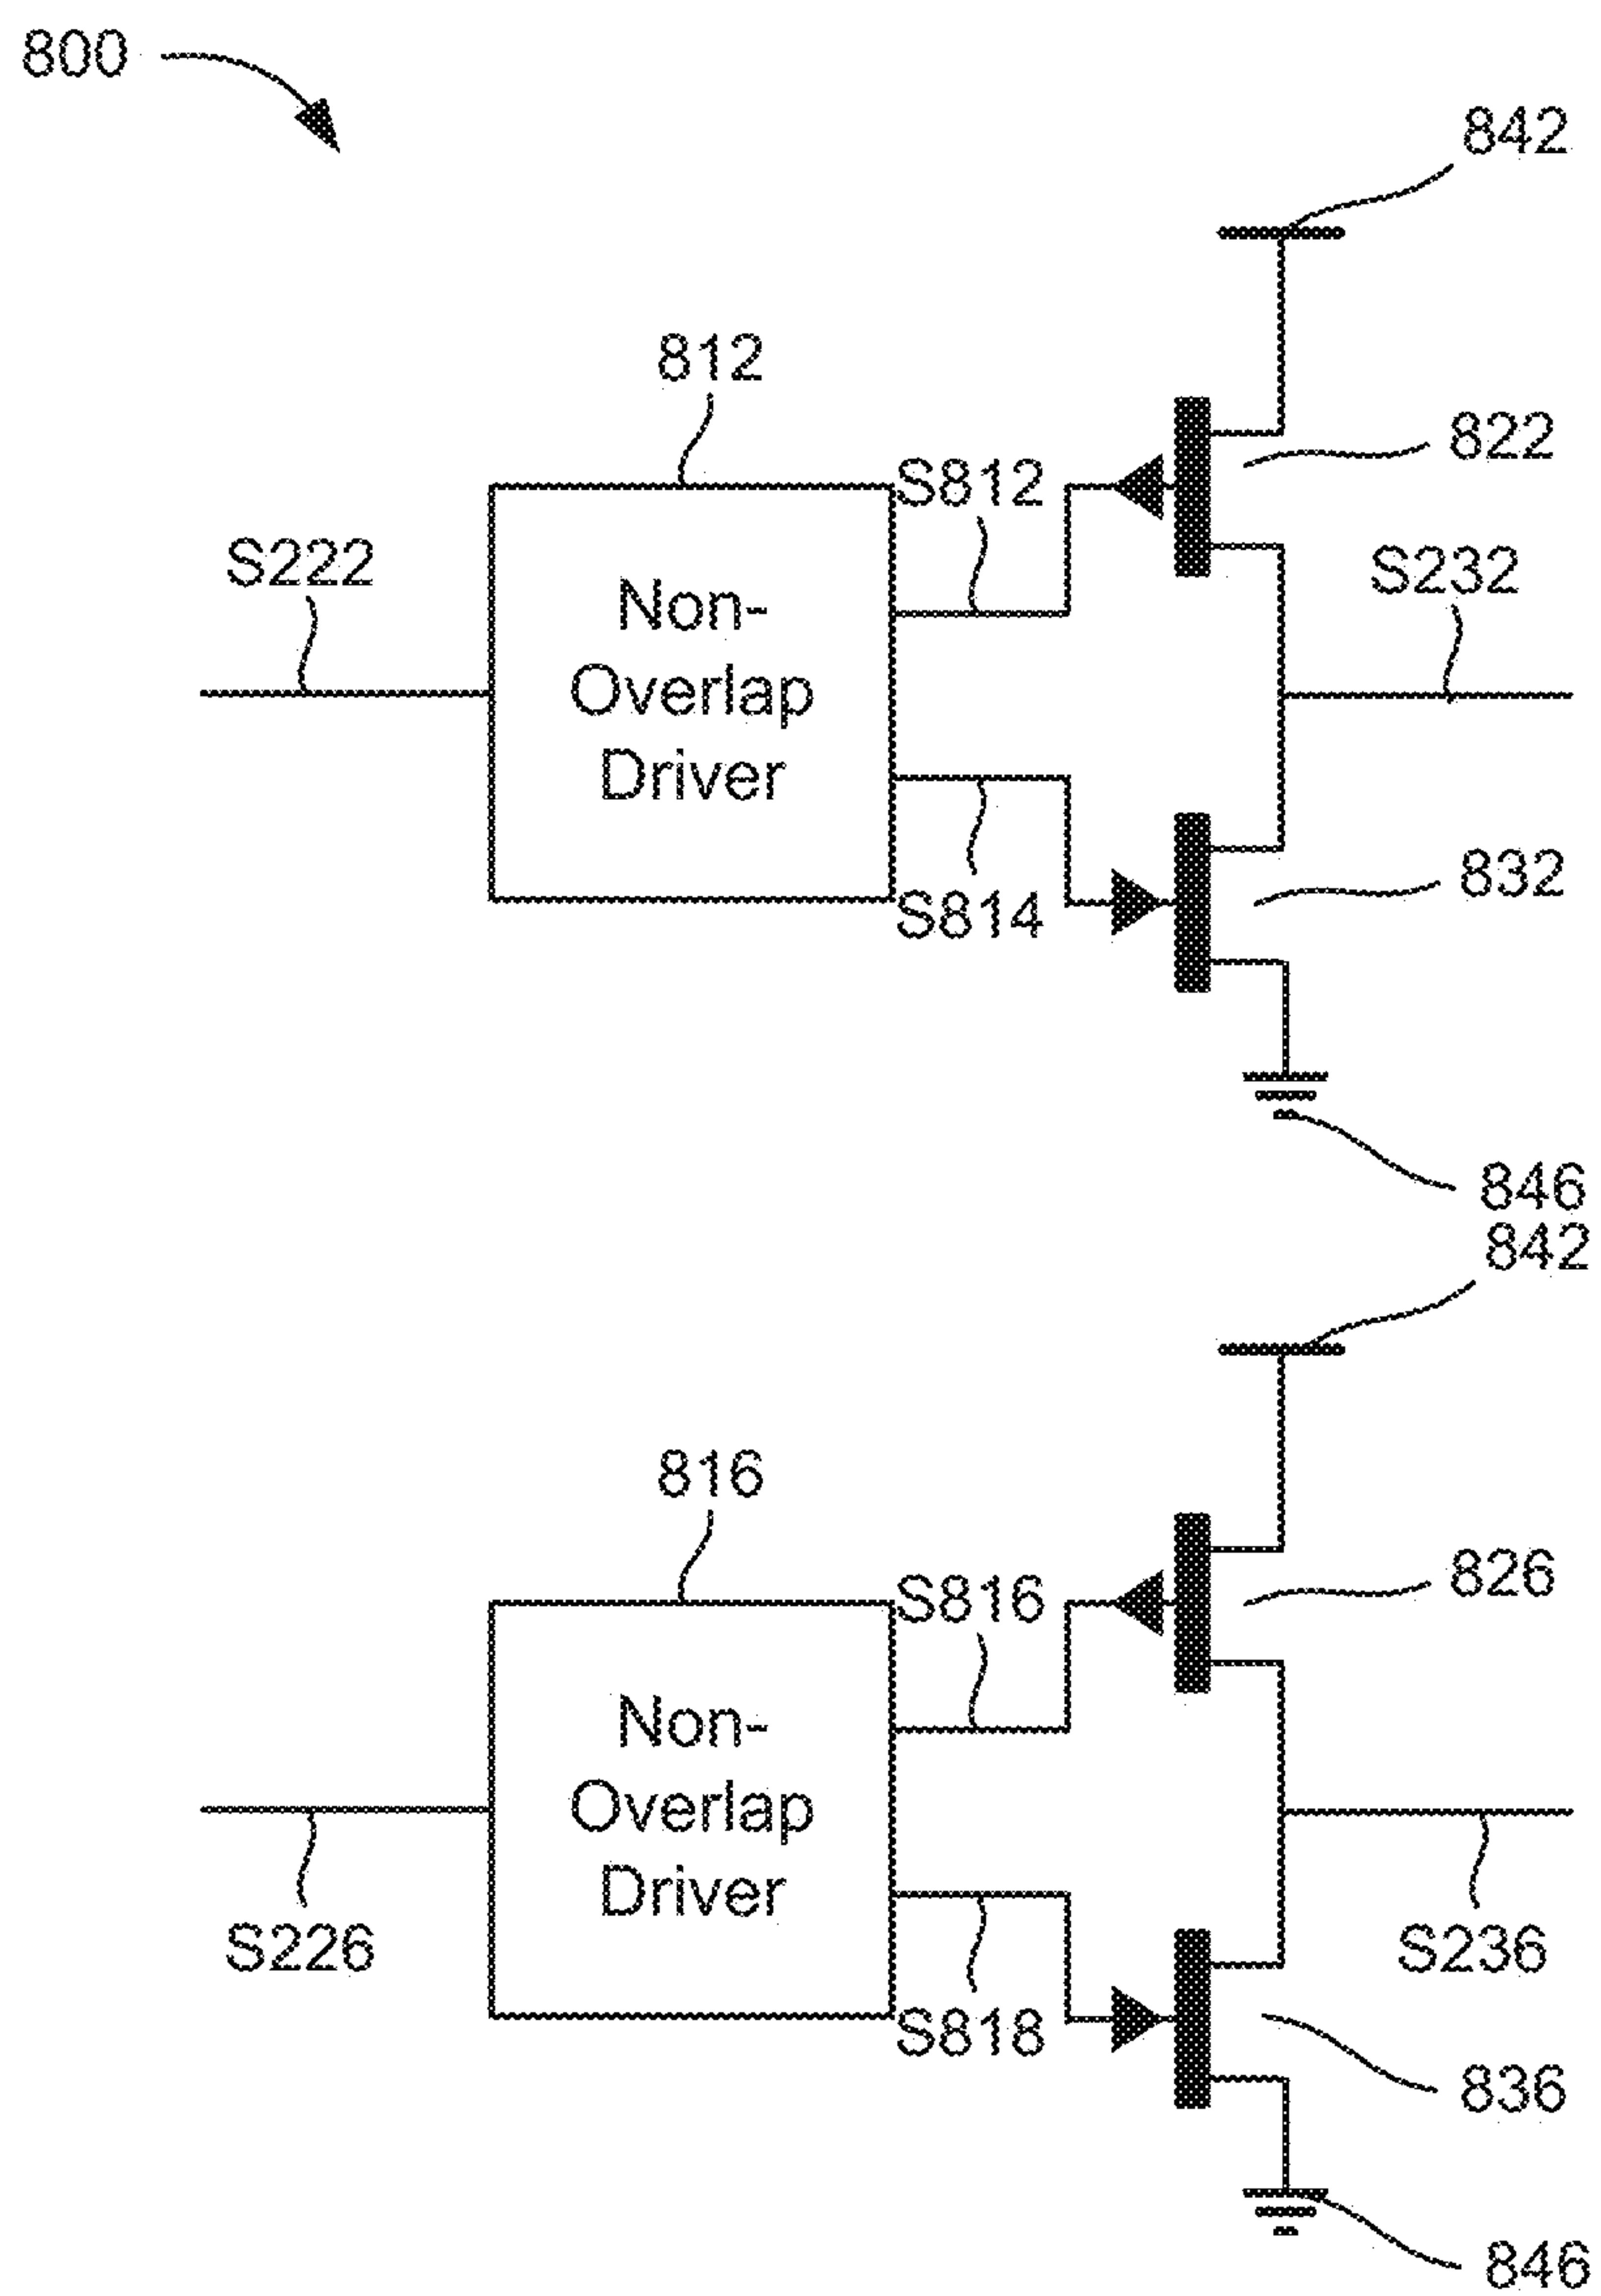 800
842
812
822
S812
S222
S232
Non-
Overlap
Driver
832
S814
846
842
816
826
S816
Non-
Overlap
Driver
S226
S236
S818
836
846